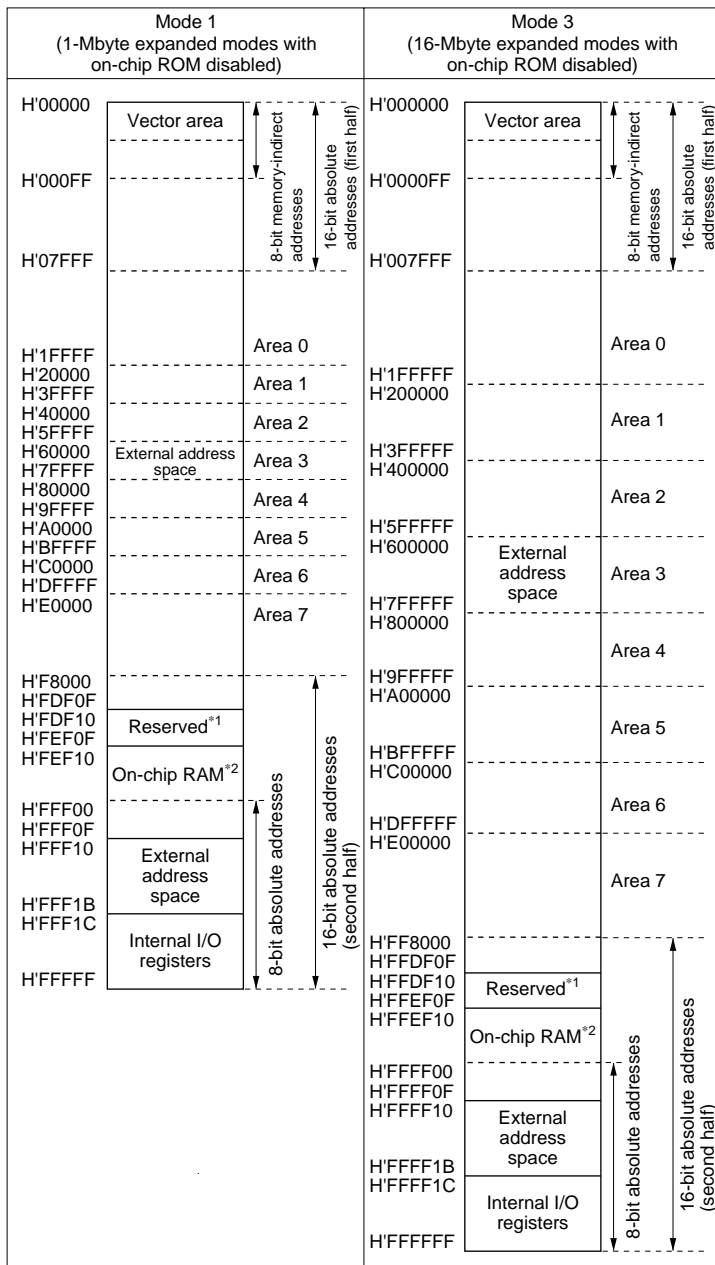 Mode 1
(1-Mbyte expanded modes with
on-chip ROM disabled)
H'00000
Vector area
H'000FF
H'07FFF
8-bit memory-indirect
addresses
16-bit absolute
addresses (first half)
H'1FFFF
Area 0
H'20000
H'3FFFF
Area 1
H'40000
H'5FFFF
Area 2
H'60000
H'7FFFF
External address
space
Area 3
H'80000
H'9FFFF
Area 4
H'A0000
H'BFFFF
Area 5
H'C0000
H'DFFFF
Area 6
H'E0000
Area 7
H'F8000
H'FDF0F
H'FDF10
Reserved*1
H'FEF0F
H'FEF10
On-chip RAM*2
H'FFF00
H'FFF0F
H'FFF10
External
address
space
H'FFF1B
H'FFF1C
Internal I/O
registers
H'FFFFF
8-bit absolute addresses
16-bit absolute addresses
(second half)
Mode 3
(16-Mbyte expanded modes with
on-chip ROM disabled)
H'000000
Vector area
H'0000FF
H'007FFF
8-bit memory-indirect
addresses
16-bit absolute
addresses (first half)
Area 0
H'1FFFFF
H'200000
Area 1
H'3FFFFF
H'400000
Area 2
H'5FFFFF
H'600000
External
address
space
Area 3
H'7FFFFF
H'800000
Area 4
H'9FFFFF
H'A00000
Area 5
H'BFFFFF
H'C00000
Area 6
H'DFFFFF
H'E00000
Area 7
H'FF8000
H'FFDF0F
H'FFDF10
Reserved*1
H'FFEF0F
H'FFEF10
On-chip RAM*2
H'FFFF00
H'FFFF0F
H'FFFF10
External
address
space
H'FFFF1B
H'FFFF1C
Internal I/O
registers
H'FFFFFF
8-bit absolute addresses
16-bit absolute addresses
(second half)